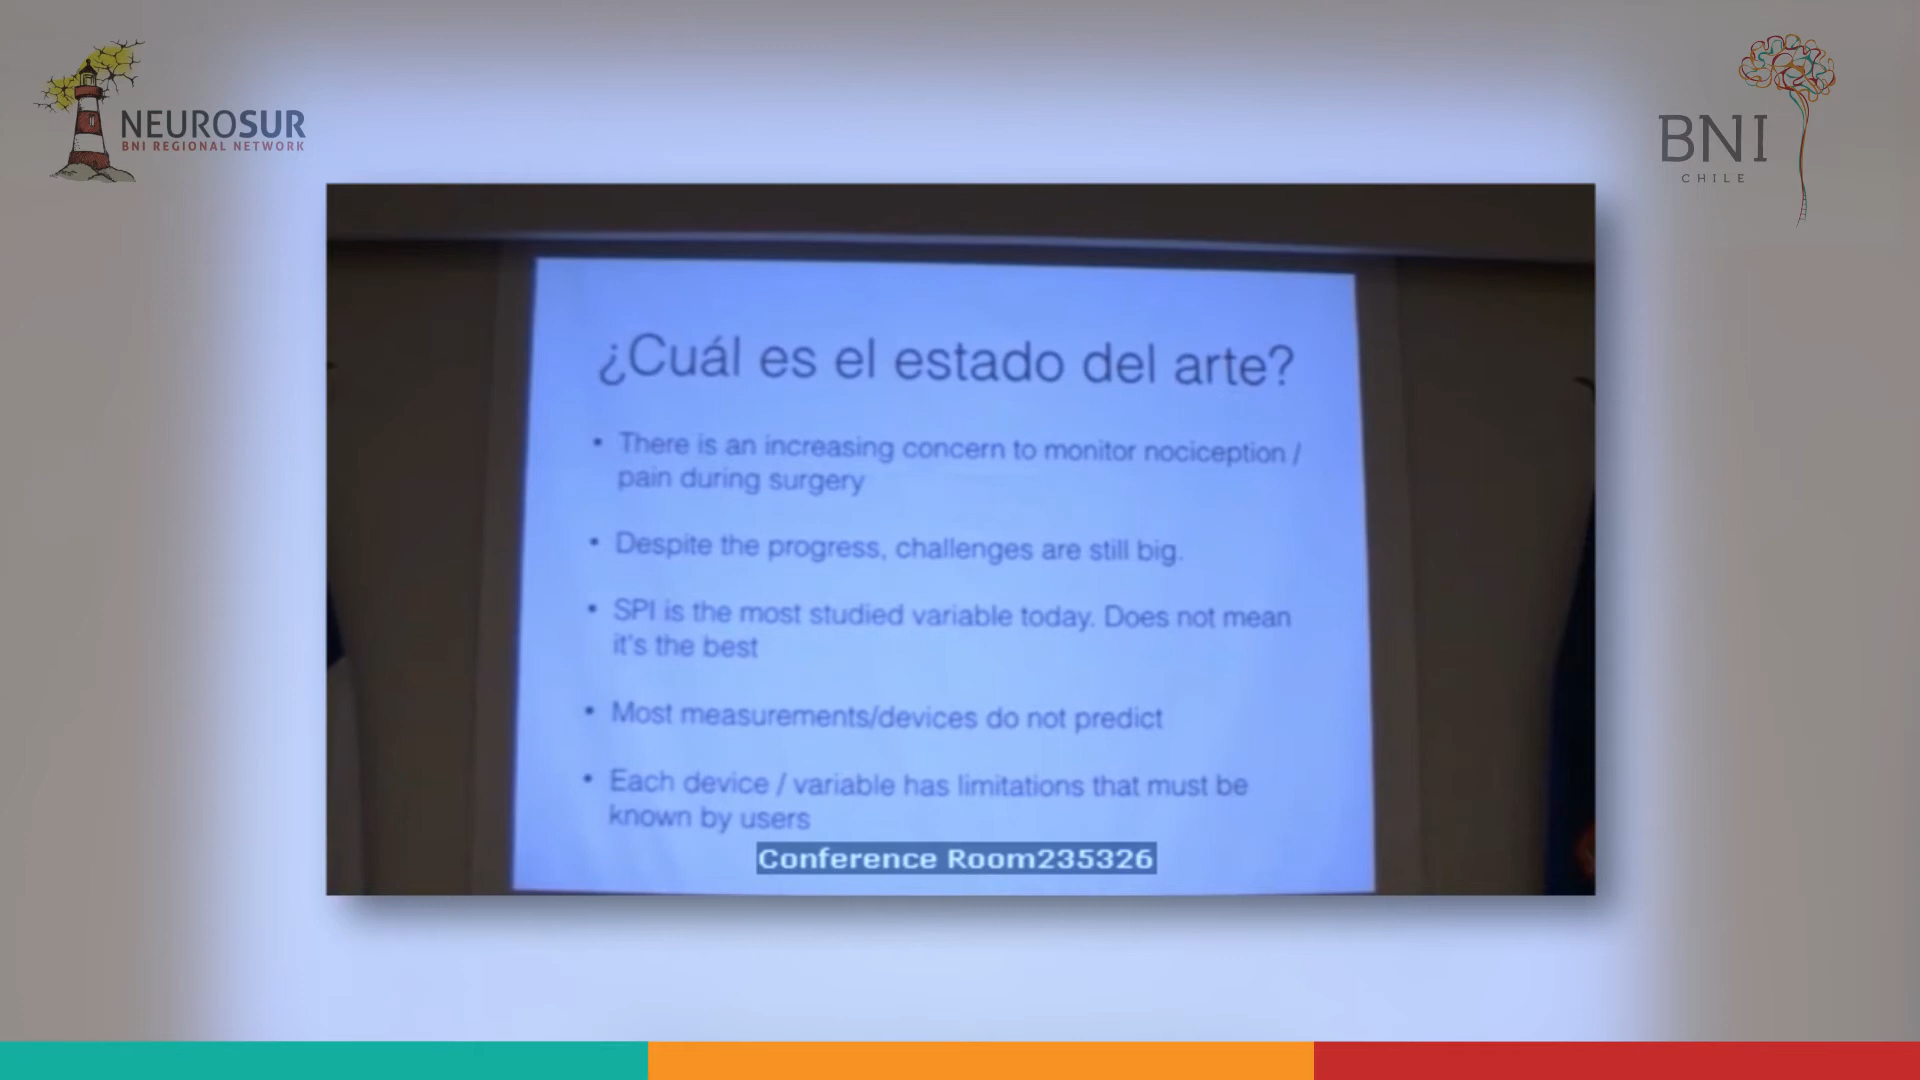 NEUROSUR
BNI REGIONAL NETWORK
BNI
CHILE
¿Cuál es el estado del arte?
• There is an increasing concern to monitor nociception /
pain during surgery
• Despite the progress, challenges are still big.
• SPI is the most studied variable today. Does not mean
it's the best
• Most measurements/devices do not predict
• Each device / variable has limitations that must be
known by users
Conference Room235326